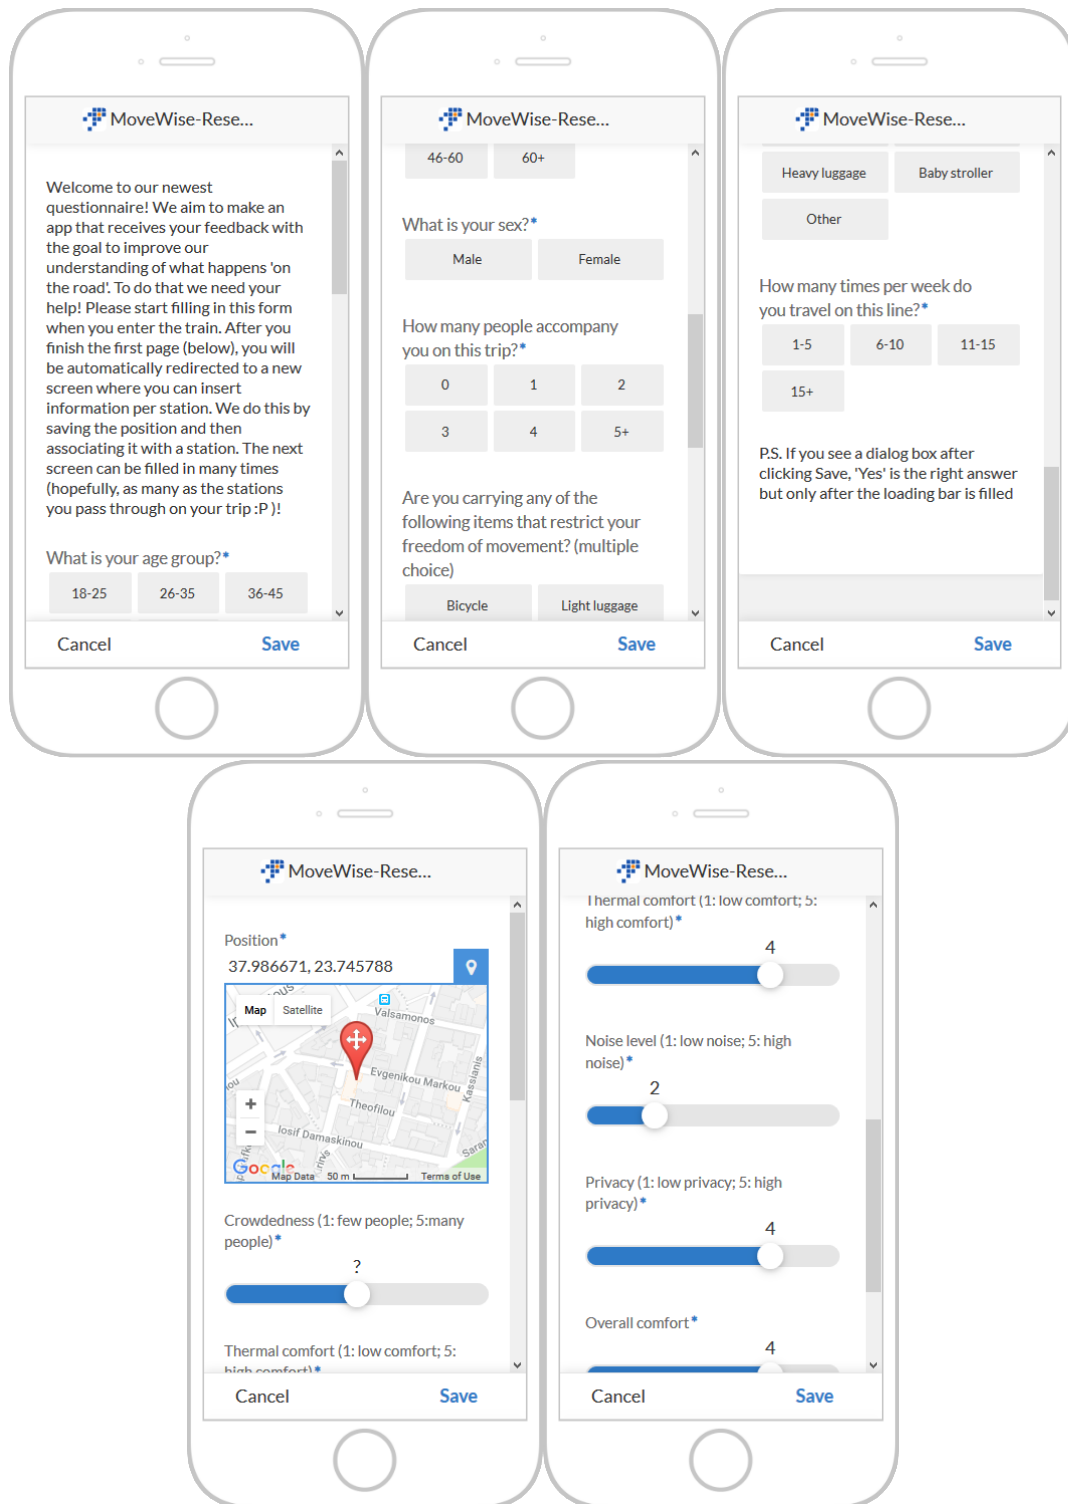 MoveWise-Rese...
Welcome to our newest
questionnaire! We aim to make an
app that receives your feedback with
the goal to improve our
understanding of what happens 'on
the road'. To do that we need your
help! Please start filling in this form
when you enter the train. After you
finish the first page (below), you will
be automatically redirected to a new
screen where you can insert
information per station. We do this by
saving the position and then
associating it with a station. The next
screen can be filled in many times
(hopefully, as many as the stations
you pass through on your trip :P )!
What is your age group?*
18-25 26-35 36-45
Cancel Save
MoveWise-Rese...
46-60 60+
What is your sex?*
Male Female
How many people accompany
you on this trip?*
0 1 2
3 4 5+
Are you carrying any of the
following items that restrict your
freedom of movement? (multiple
choice)
Bicycle Light luggage
Cancel Save
MoveWise-Rese...
Heavy luggage Baby stroller
Other
How many times per week do
you travel on this line?*
1-5 6-10 11-15
15+
P.S. If you see a dialog box after
clicking Save, 'Yes' is the right answer
but only after the loading bar is filled
Cancel Save
MoveWise-Rese...
Position*
37.986671, 23.745788
Map Satellite
Valsamonos
Evgenikou Markou
Kassianis
Theofilou
Iosif Damaskinou
+
−
Google
Map Data 50 m Terms of Use
Crowdedness (1: few people; 5:many
people)*
?
Thermal comfort (1: low comfort; 5:
high comfort)*
Cancel Save
MoveWise-Rese...
Thermal comfort (1: low comfort; 5:
high comfort)*
4
Noise level (1: low noise; 5: high
noise)*
2
Privacy (1: low privacy; 5: high
privacy)*
4
Overall comfort*
4
Cancel Save